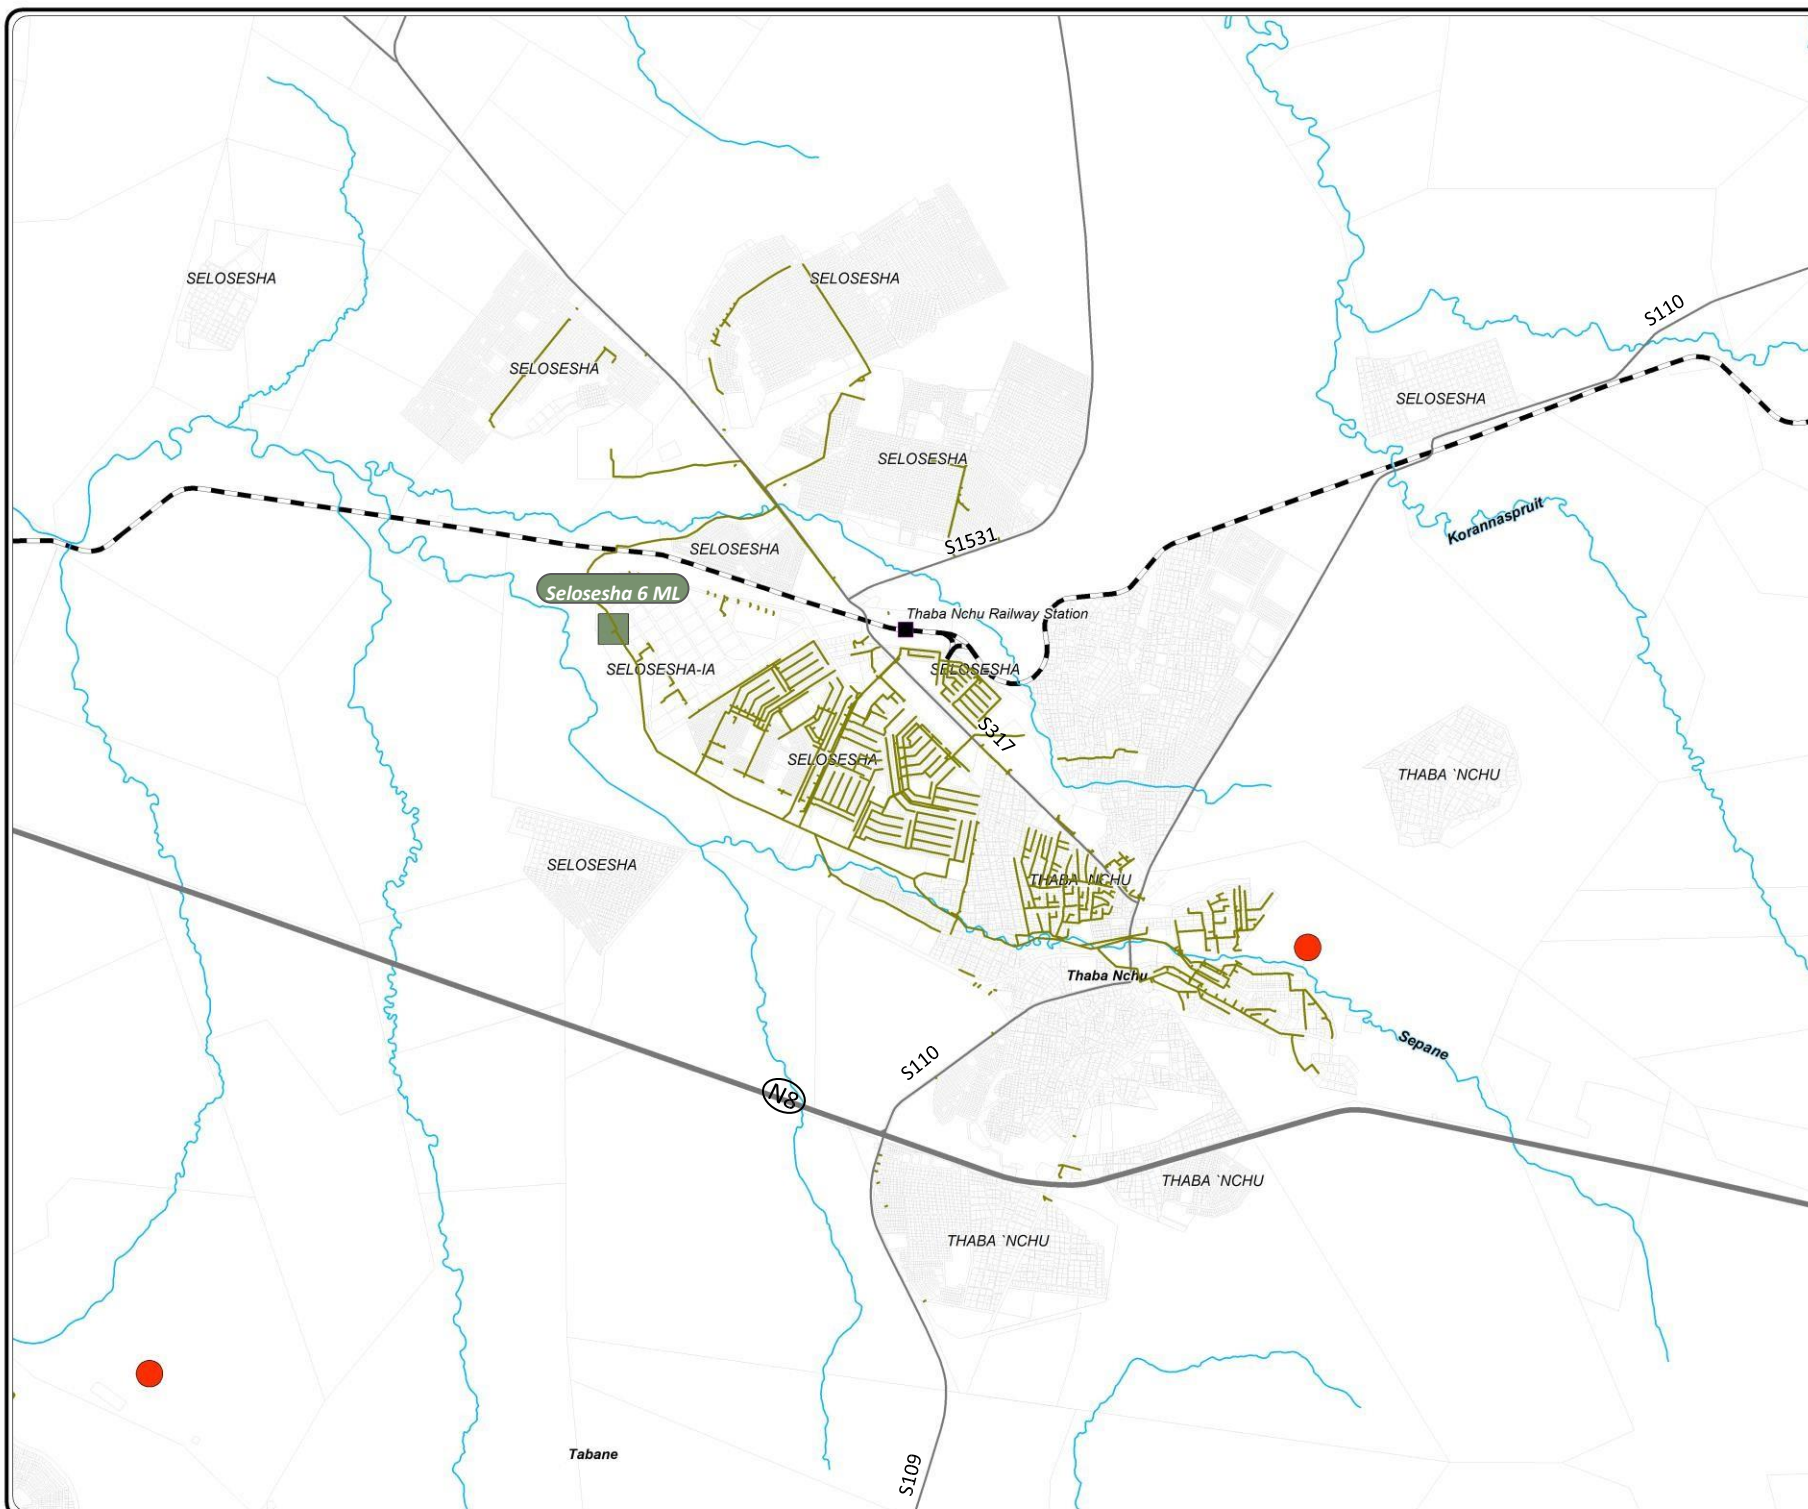 SELOSESHA
SELOSESHA
S110
SELOSESHA
SELOSESHA
SELOSESHA
Korannaspruit
S1531
SELOSESHA
Selosesha 6 ML
Thaba Nchu Railway Station
SELOSESHA-IA
SELOSESHA
S317
SELOSESHA
THABA `NCHU
SELOSESHA
THABA `NCHU
Thaba Nchu
Sepane
S110
N8
THABA `NCHU
THABA `NCHU
Tabane
S109